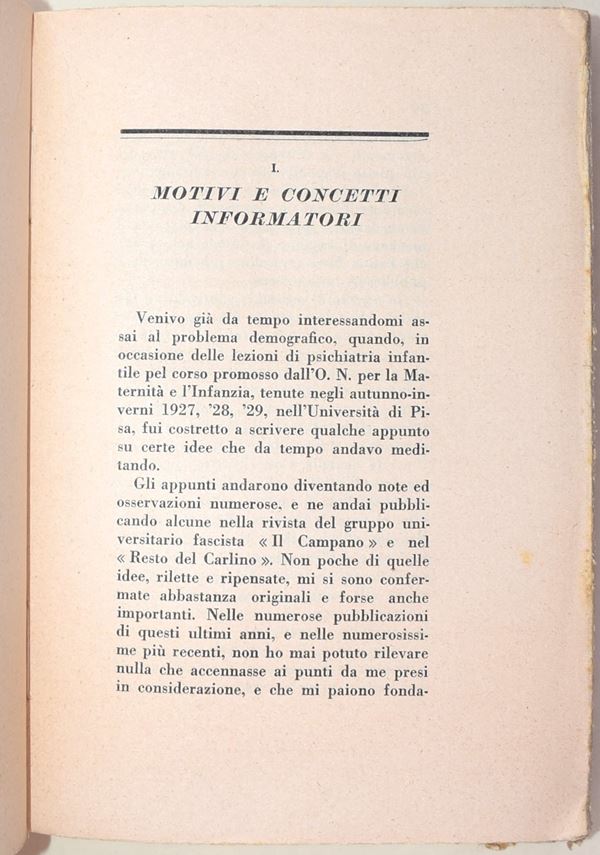 I.
MOTIVI E CONCETTI
INFORMATORI
Venivo già da tempo interessandomi as-
sai al problema demografico, quando, in
occasione delle lezioni di psichiatria infan-
tile pel corso promosso dall'O. N. per la Ma-
ternità e l'Infanzia, tenute negli autunno-in-
verni 1927, '28, '29, nell'Università di Pi-
sa, fui costretto a scrivere qualche appunto
su certe idee che da tempo andavo medi-
tando.
Gli appunti andarono diventando note ed
osservazioni numerose, e ne andai pubbli-
cando alcune nella rivista del gruppo uni-
versitario fascista « Il Campano » e nel
« Resto del Carlino ». Non poche di quelle
idee, rilette e ripensate, mi si sono confer-
mate abbastanza originali e forse anche
importanti. Nelle numerose pubblicazioni
di questi ultimi anni, e nelle numerosissi-
me più recenti, non ho mai potuto rilevare
nulla che accennasse ai punti da me presi
in considerazione, e che mi paiono fonda-